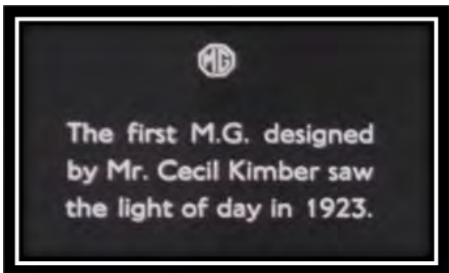 MG
The first M.G. designed
by Mr. Cecil Kimber saw
the light of day in 1923.